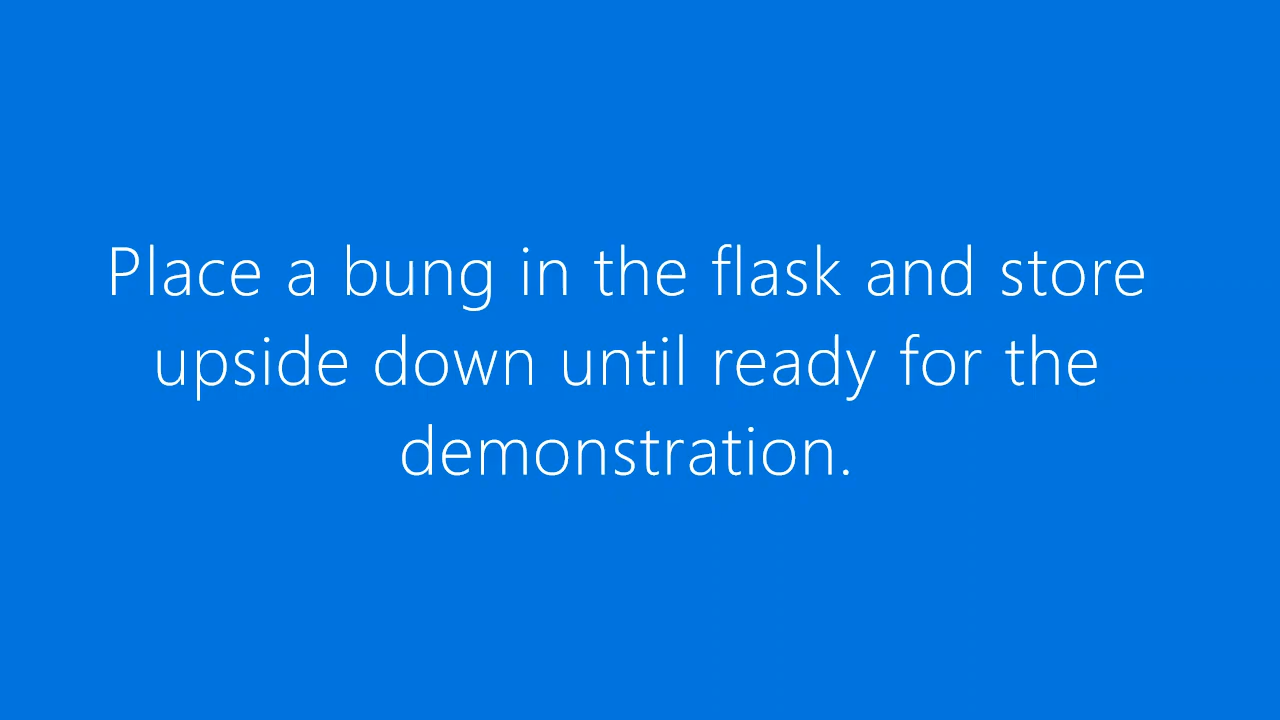 Place a bung in the flask and store
upside down until ready for the
demonstration.